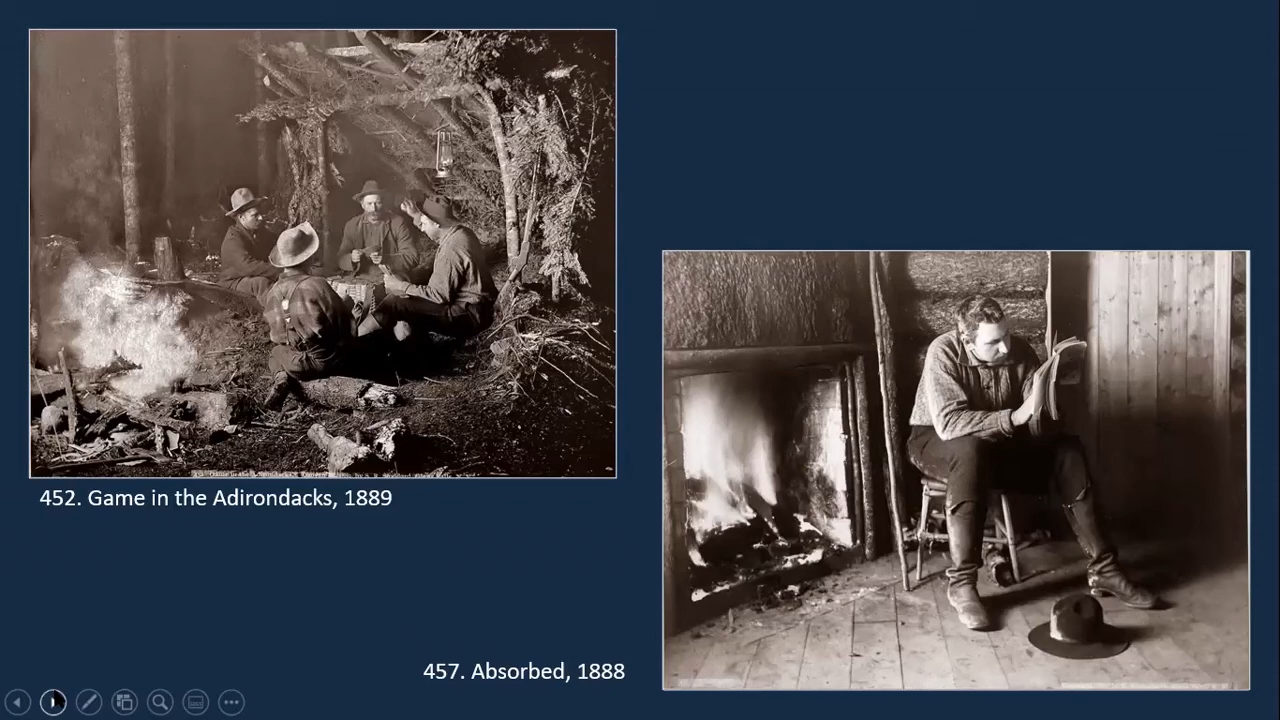 452. Game in the Adirondacks, 1889
457. Absorbed, 1888